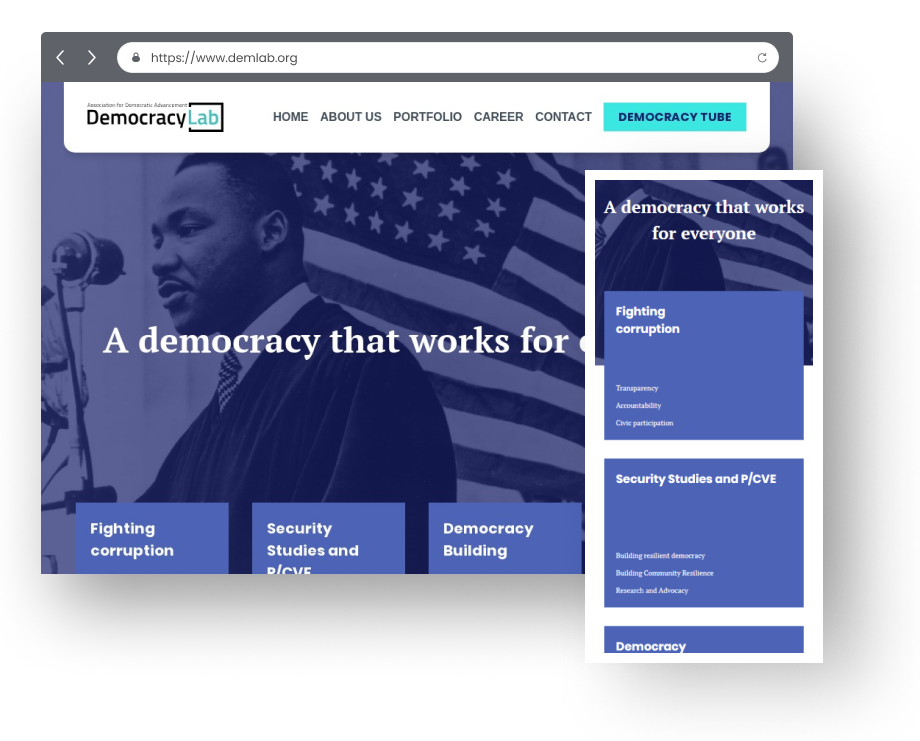 https://www.demlab.org
Association for Democratic Advancement
DemocracyLab
HOME ABOUT US PORTFOLIO CAREER CONTACT DEMOCRACY TUBE
A democracy that works for
Fighting
corruption
Security
Studies and
P/CVE
Democracy
Building
A democracy that works
for everyone
Fighting
corruption
Transparency
Accountability
Civic participation
Security Studies and P/CVE
Building resilient democracy
Building Community Resilience
Research and Advocacy
Democracy